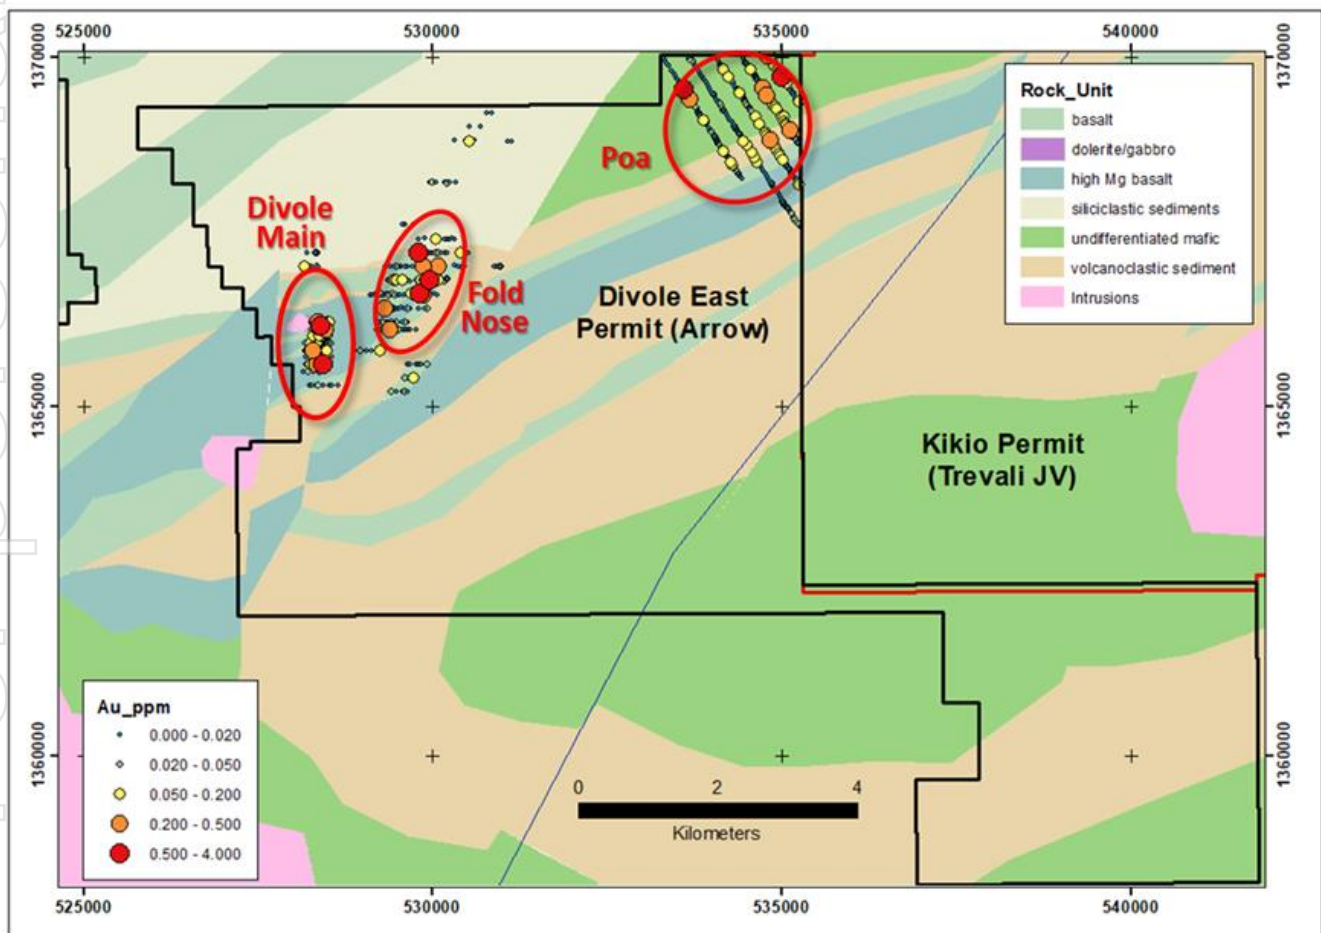 525000 530000 535000 540000
1370000
1370000
Rock_Unit
basalt
dolerite/gabbro
high Mg basalt
siliciclastic sediments
undifferentiated mafic
volcanoclastic sediment
Intrusions
Poa
Divole
Main
Fold
Nose
Divole East
Permit (Arrow)
1365000
1365000
Kikio Permit
(Trevali JV)
Au_ppm
0.000 - 0.020
0.020 - 0.050
0.050 - 0.200
0.200 - 0.500
0.500 - 4.000
1360000
1360000
0 2 4
Kilometers
525000 530000 535000 540000